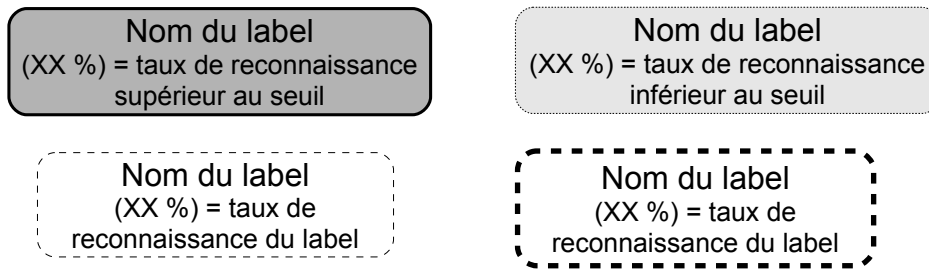 Nom du label
(XX %) = taux de reconnaissance
supérieur au seuil
Nom du label
(XX %) = taux de reconnaissance
inférieur au seuil
Nom du label
(XX %) = taux de
reconnaissance du label
Nom du label
(XX %) = taux de
reconnaissance du label